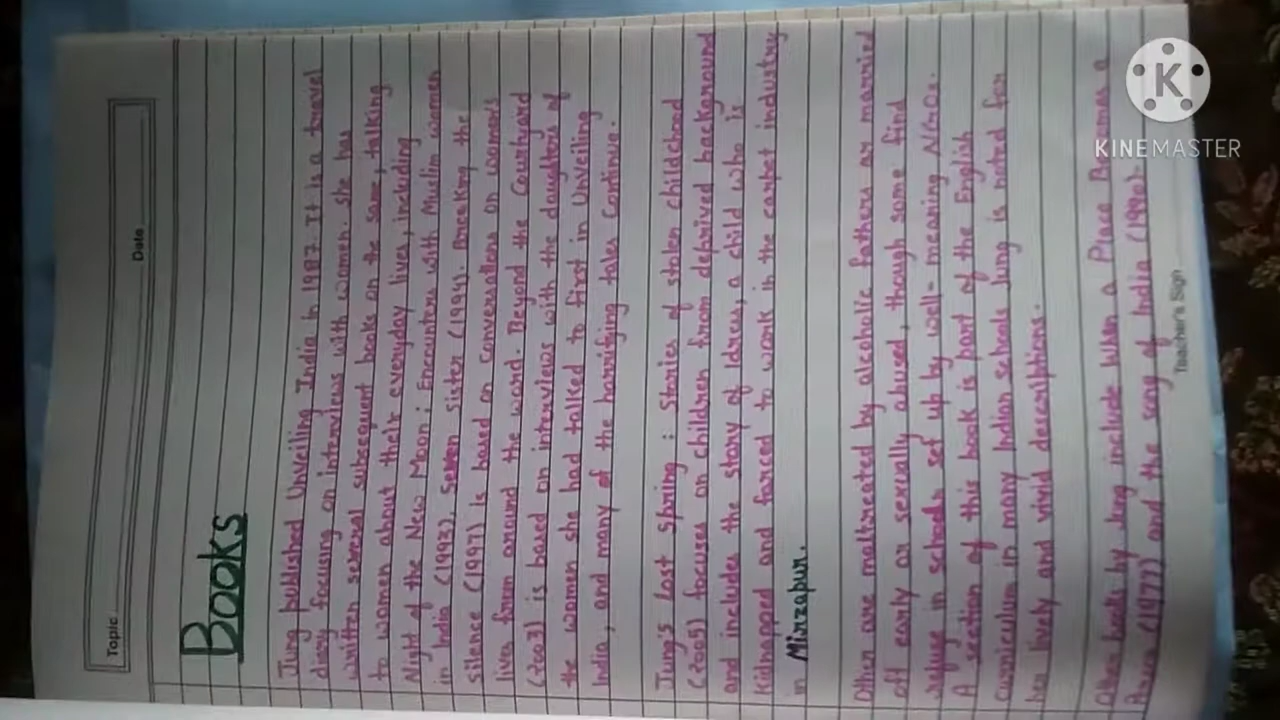 Topic
Date
Books
Jung published Unveiling India in 1987. It is a travel
diary focusing on interviews with women. She has
written several subsequent books on the same, talking
to women about their everyday lives, including
Night of the New Moon : Encounters with Muslim women
in India (1993), Seven Sister (1994). Breaking the
silence (1997) is based on conversations on women's
lives from around the word. Beyond the Courtyard
(2003) is based on interviews with the daughters of
the women she had talked to first in Unveiling
India, and many of the horrifing tales Continue.
Jung's Lost Spring : Stories of stolen childehood
(2005) focuses on children from deprived background
and includes the story of Idrees, a child who is
kidnapped and forced to work in the carpet industry
in Mirzapur.
Others are maltreated by alcoholic fathers or married
off early or sexually abused, though some find
refuge in schools set up by well-meaning NGOs.
A section of this book is part of the English
curriculum in many Indian schools Jung is noted for
her lively and vivid descriptions.
Other books by Jung include When a Place Bcomes a
(1977) and the song of India (1990).
Teacher's Sign
KINEMASTER